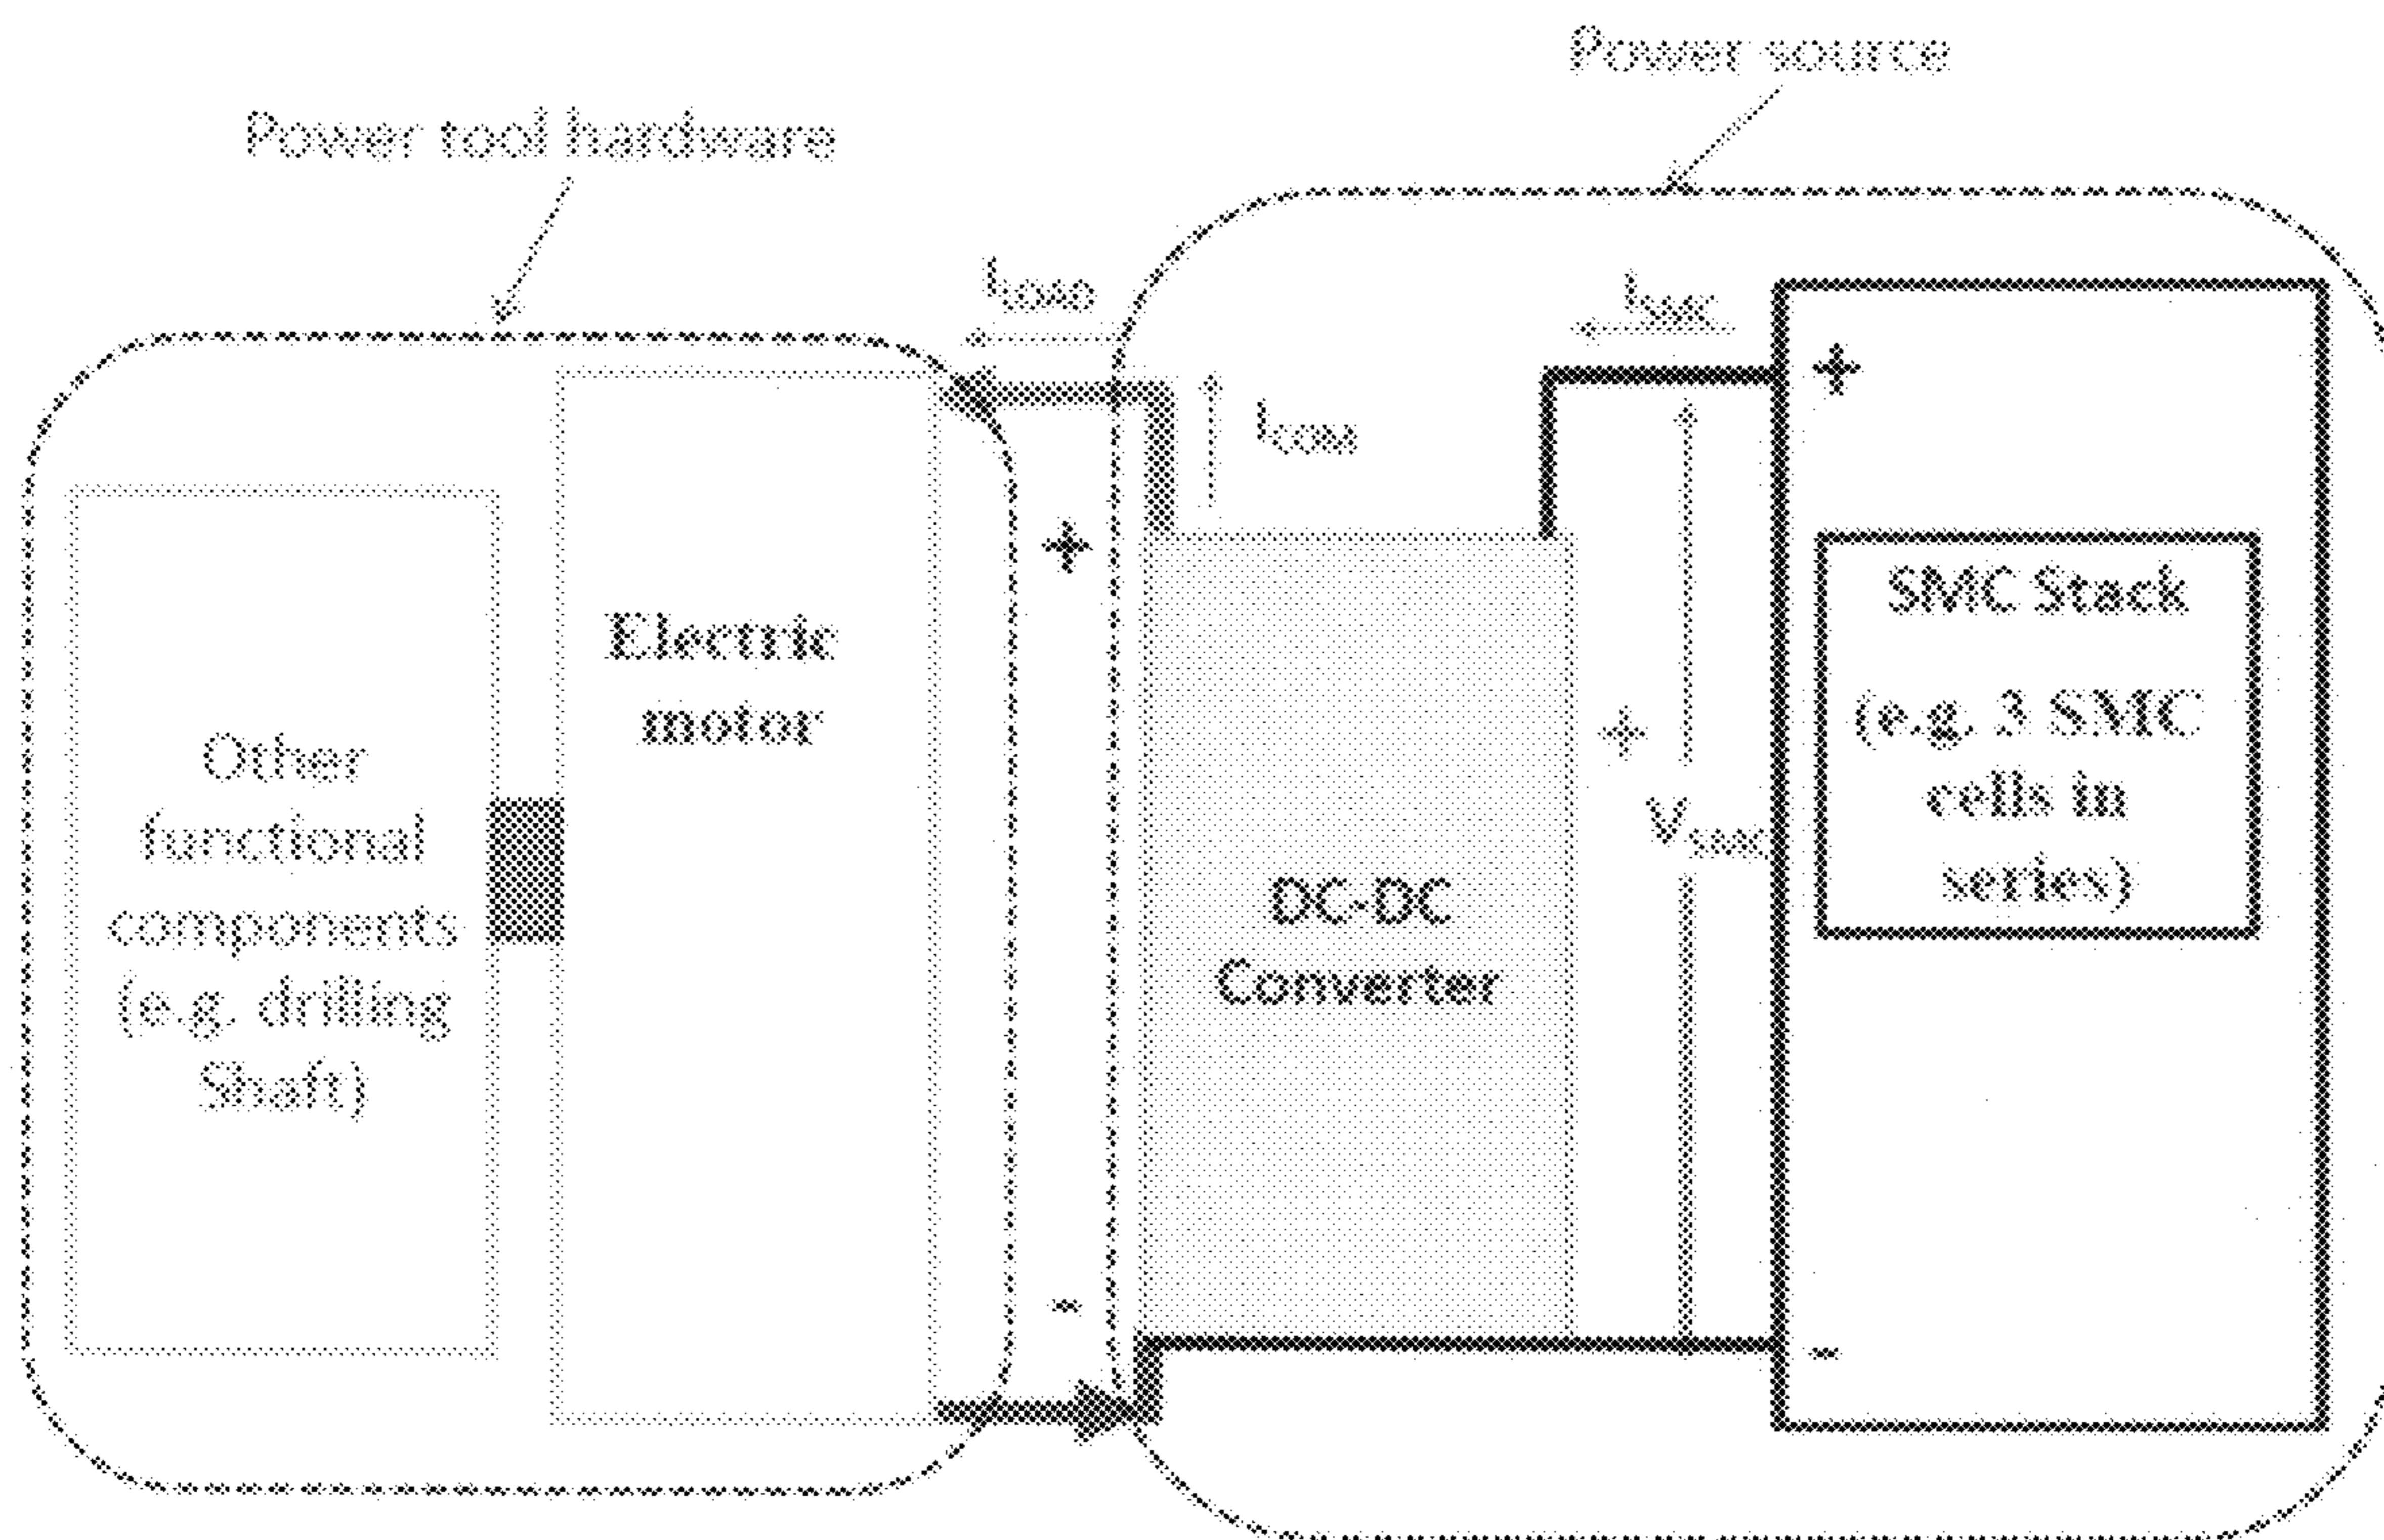 Power source
Power tool hardware
I_LOAD
I_SMC
+
I_COM
+
SMC Stack
(e.g. 3 SMC
cells in
series)
Electric
motor
+
V_SMC
Other
functional
components
(e.g. drilling
Shaft)
DC-DC
Converter
-
-